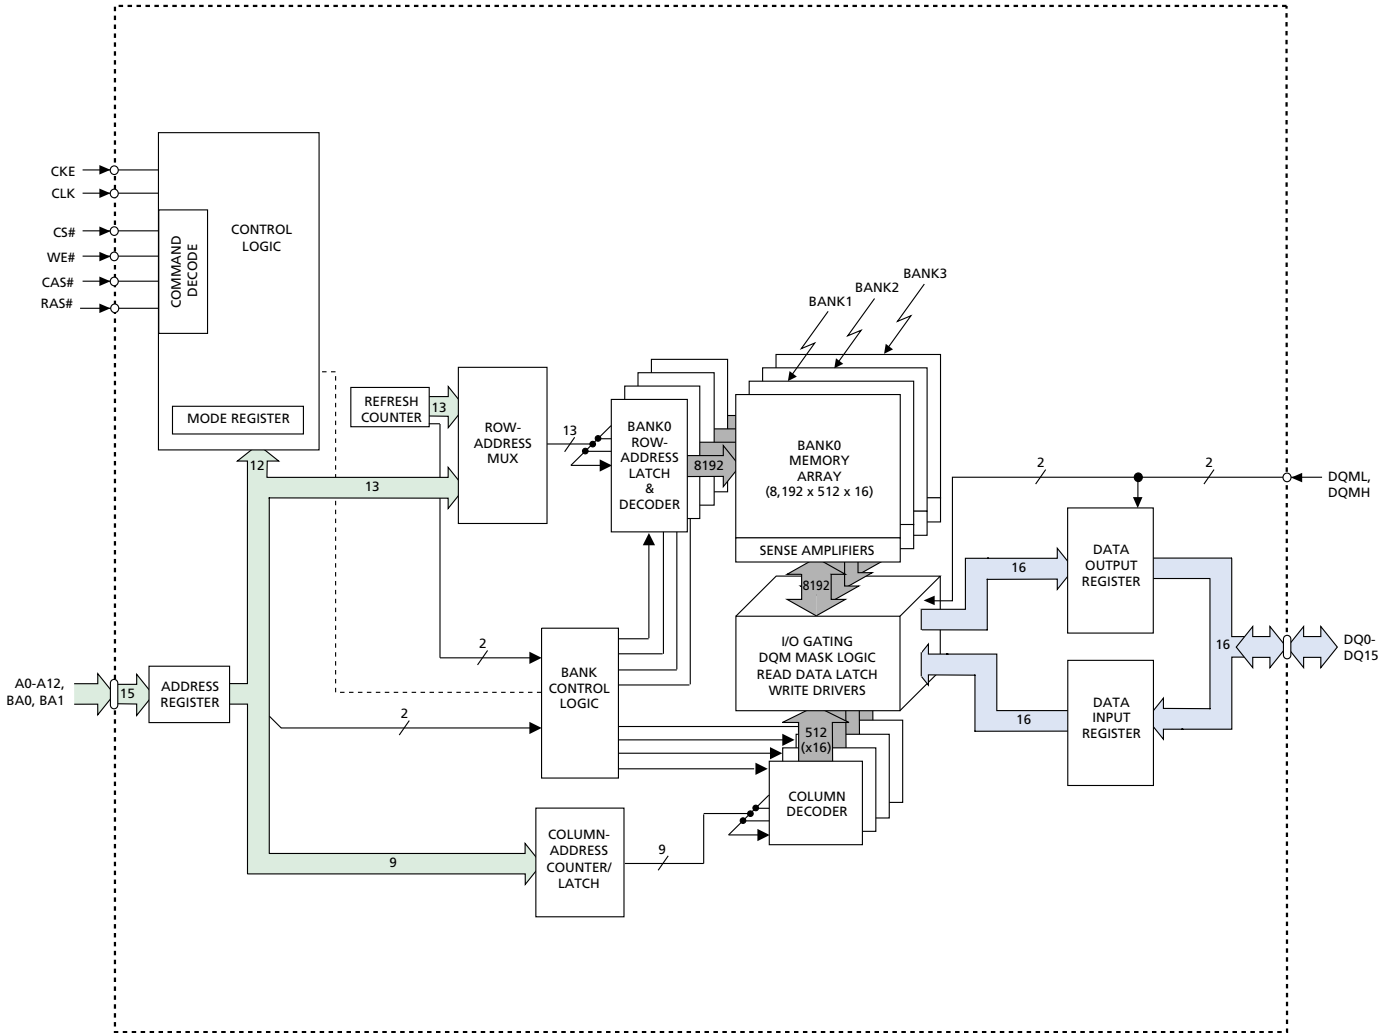 CKE
CLK
CS#
WE#
CAS#
RAS#
COMMAND
DECODE
CONTROL
LOGIC
MODE REGISTER
12
REFRESH
COUNTER
13
13
ROW-
ADDRESS
MUX
13
BANK0
ROW-
ADDRESS
LATCH
&
DECODER
8192
BANK1
BANK2
BANK3
BANK0
MEMORY
ARRAY
(8,192 x 512 x 16)
SENSE AMPLIFIERS
8192
I/O GATING
DQM MASK LOGIC
READ DATA LATCH
WRITE DRIVERS
2
2
DQML,
DQMH
16
DATA
OUTPUT
REGISTER
16
DQ0-
DQ15
16
DATA
INPUT
REGISTER
A0-A12,
BA0, BA1
15
ADDRESS
REGISTER
2
2
BANK
CONTROL
LOGIC
512
(x16)
COLUMN
DECODER
9
COLUMN-
ADDRESS
COUNTER/
LATCH
9